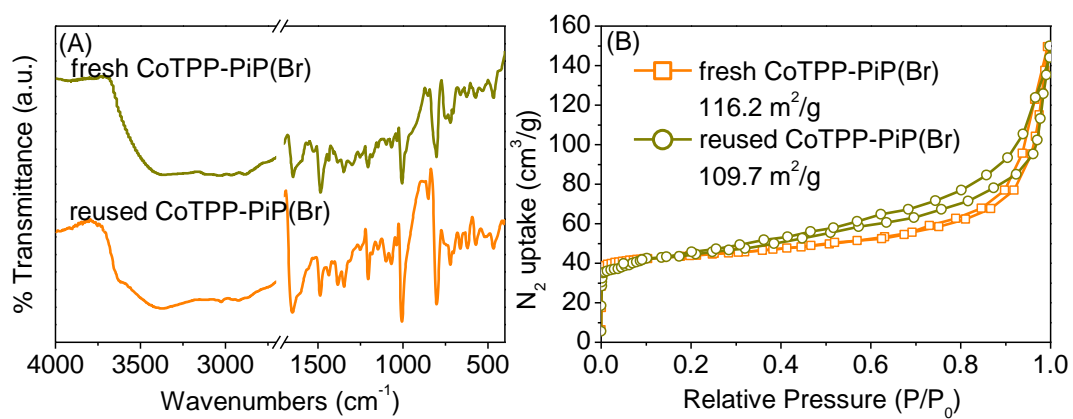 (A)
fresh CoTPP-PiP(Br)
reused CoTPP-PiP(Br)
% Transmittance (a.u.)
4000 3500 3000 1500 1000 500
Wavenumbers (cm⁻¹)
(B)
fresh CoTPP-PiP(Br)
116.2 m²/g
reused CoTPP-PiP(Br)
109.7 m²/g
N₂ uptake (cm³/g)
160
140
120
100
80
60
40
20
0
0.0 0.2 0.4 0.6 0.8 1.0
Relative Pressure (P/P₀)